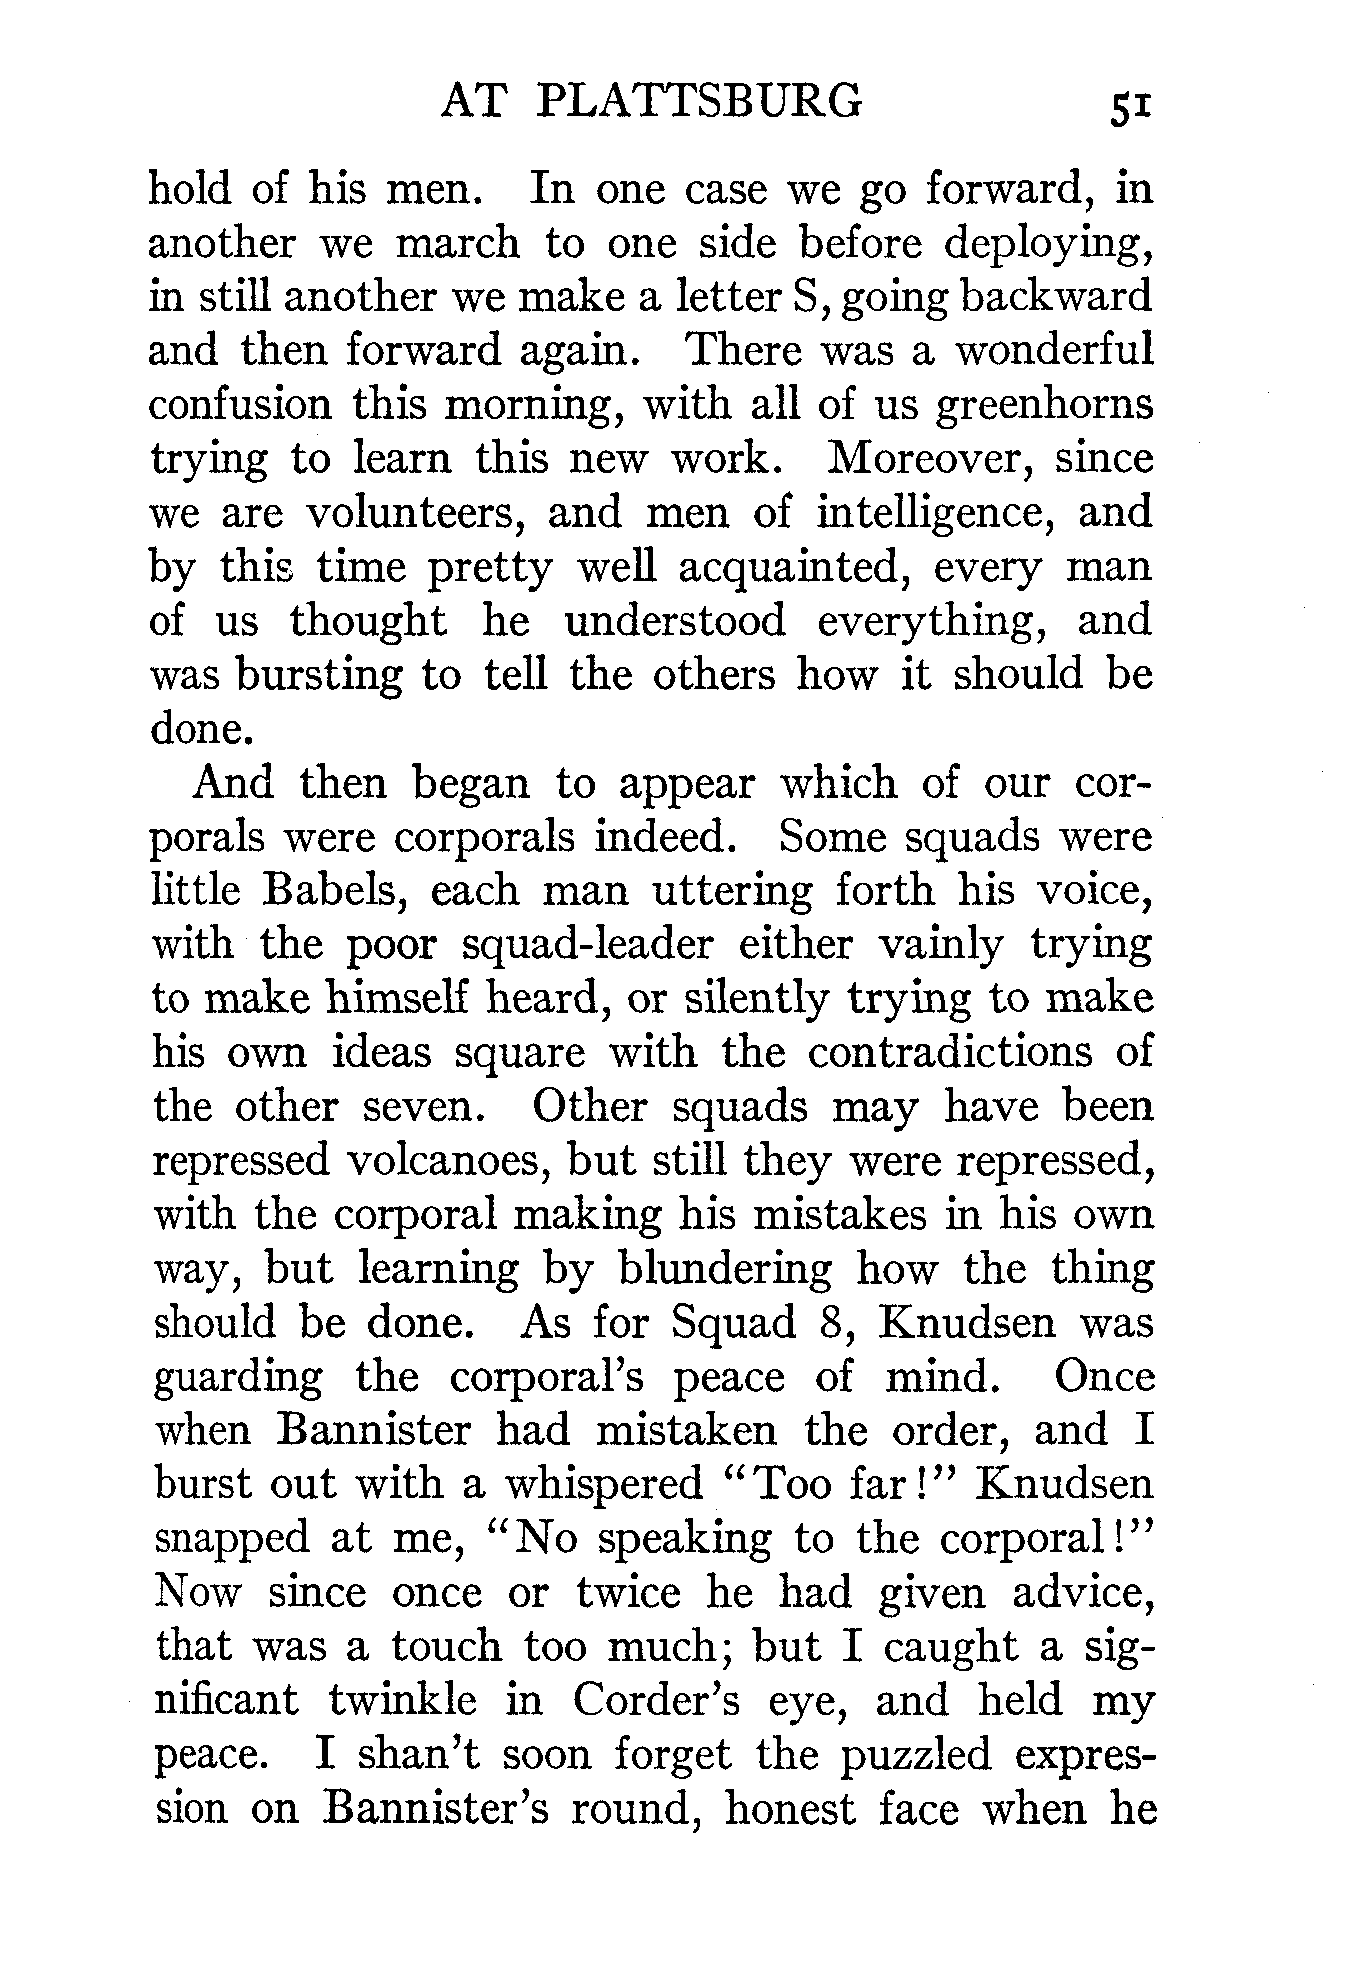 AT PLATTSBURG 51
hold of his men. In one case we go forward, in
another we march to one side before deploying,
in still another we make a letter S, going backward
and then forward again. There was a wonderful
confusion this morning, with all of us greenhorns
trying to learn this new work. Moreover, since
we are volunteers, and men of intelligence, and
by this time pretty well acquainted, every man
of us thought he understood everything, and
was bursting to tell the others how it should be
done.
And then began to appear which of our cor-
porals were corporals indeed. Some squads were
little Babels, each man uttering forth his voice,
with the poor squad-leader either vainly trying
to make himself heard, or silently trying to make
his own ideas square with the contradictions of
the other seven. Other squads may have been
repressed volcanoes, but still they were repressed,
with the corporal making his mistakes in his own
way, but learning by blundering how the thing
should be done. As for Squad 8, Knudsen was
guarding the corporal's peace of mind. Once
when Bannister had mistaken the order, and I
burst out with a whispered "Too far!" Knudsen
snapped at me, "No speaking to the corporal!"
Now since once or twice he had given advice,
that was a touch too much; but I caught a sig-
nificant twinkle in Corder's eye, and held my
peace. I shan't soon forget the puzzled expres-
sion on Bannister's round, honest face when he